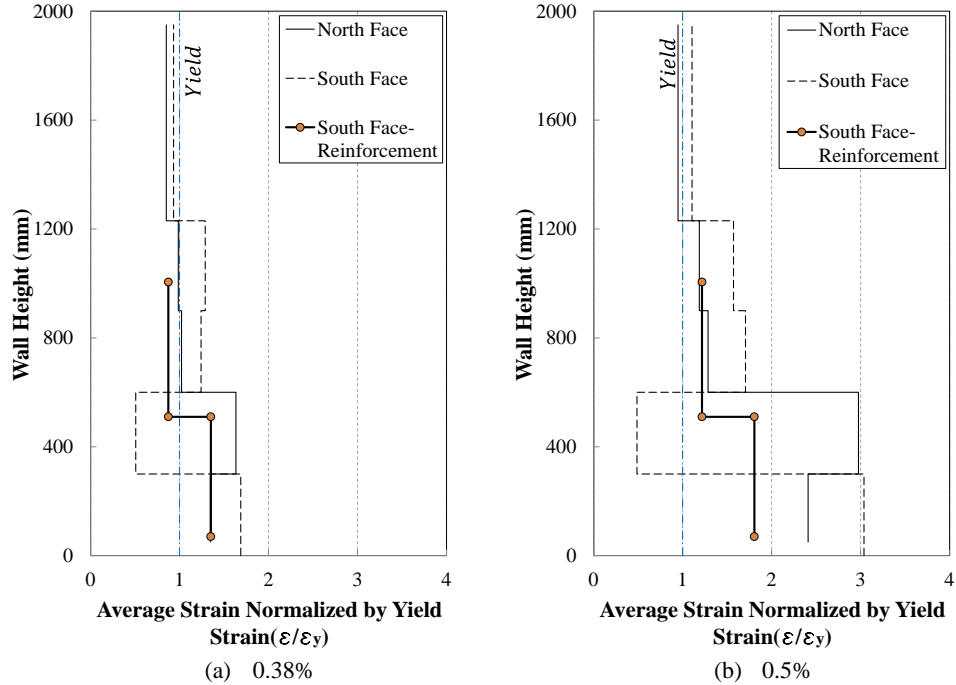 2000
1600
1200
800
400
0
Wall Height (mm)
Yield
North Face
South Face
South Face-
Reinforcement
0
1
2
3
4
Average Strain Normalized by Yield
Strain(ε/εy)
(a) 0.38%
2000
1600
1200
800
400
0
Wall Height (mm)
Yield
North Face
South Face
South Face-
Reinforcement
0
1
2
3
4
Average Strain Normalized by Yield
Strain(ε/εy)
(b) 0.5%